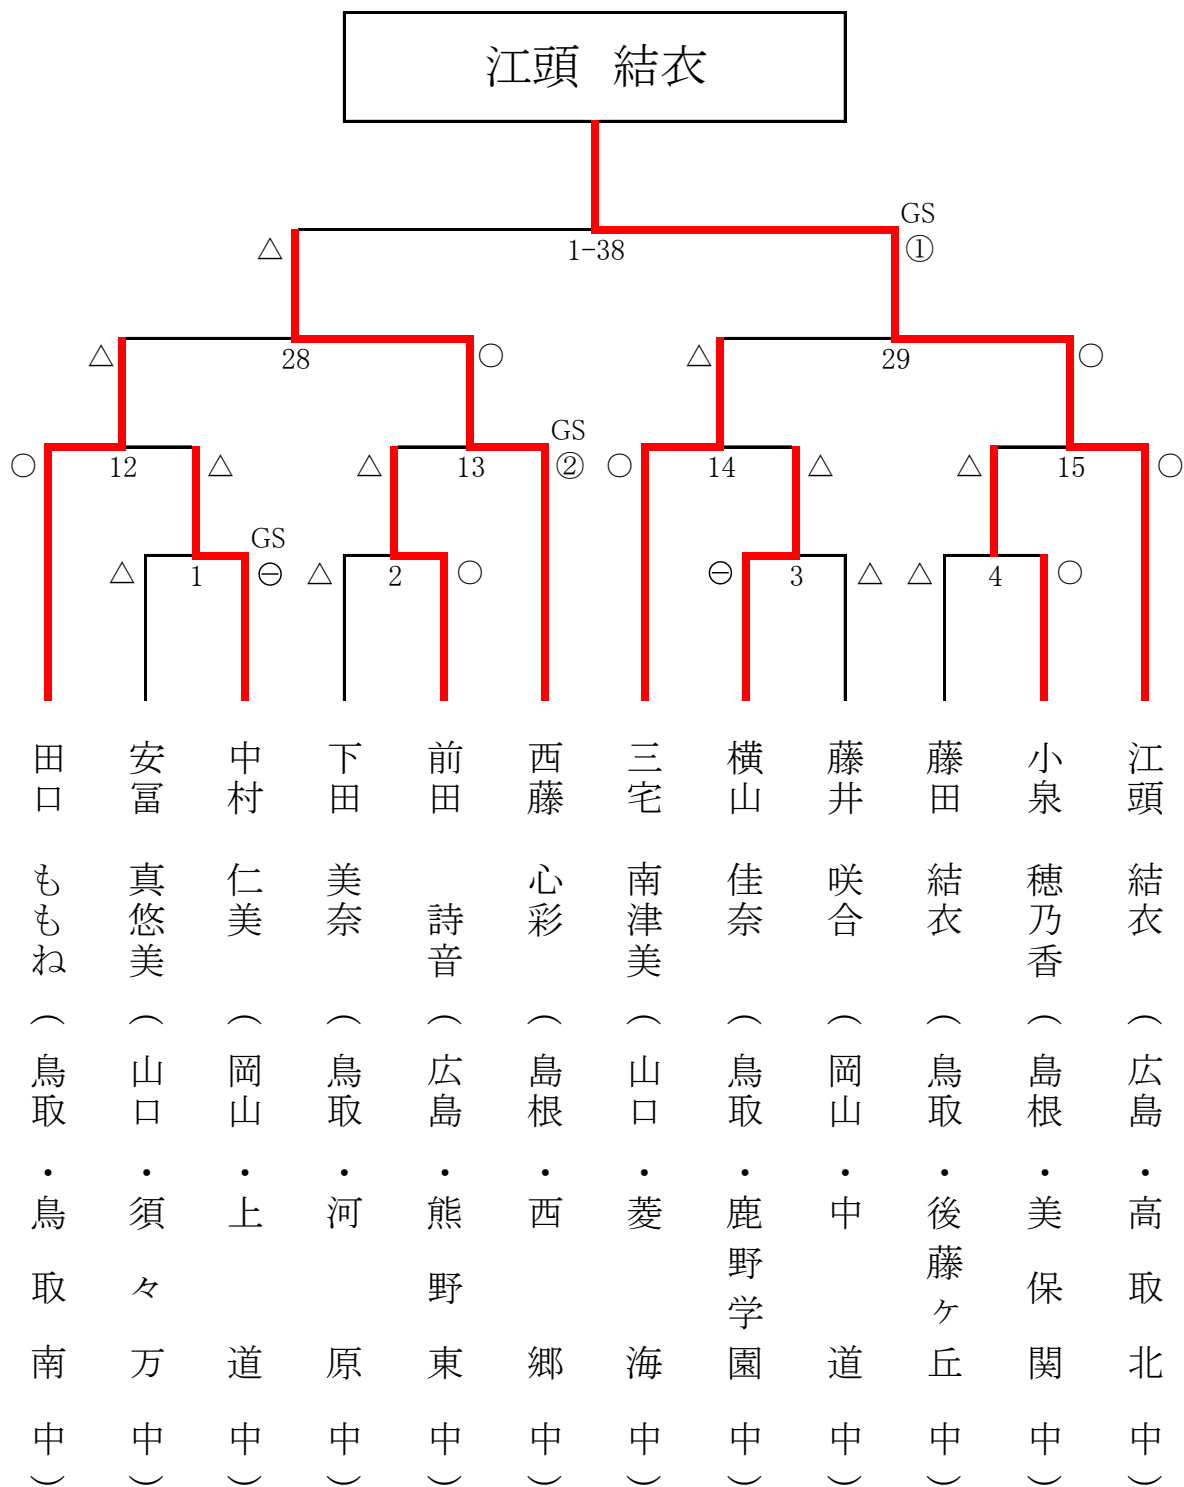 江頭 結衣
GS
△ 1-38 ①
△ 28 ○ △ 29 ○
GS
○ 12 △ △ 13 ② ○ 14 △ △ 15 ○
GS
△ 1 ㊀ △ 2 ○ ㊀ 3 △ △ 4 ○
田口 ももね (鳥取・鳥取南中)
安冨 真悠美 (山口・須々万中)
中村 仁美 (岡山・上道中)
下田 美奈 (鳥取・河原中)
前田 詩音 (広島・熊野東中)
西藤 心彩 (島根・西郷中)
三宅 南津美 (山口・菱海中)
横山 佳奈 (鳥取・鹿野学園中)
藤井 咲合 (岡山・中道中)
藤田 結衣 (鳥取・後藤ヶ丘中)
小泉 穂乃香 (島根・美保関中)
江頭 結衣 (広島・高取北中)